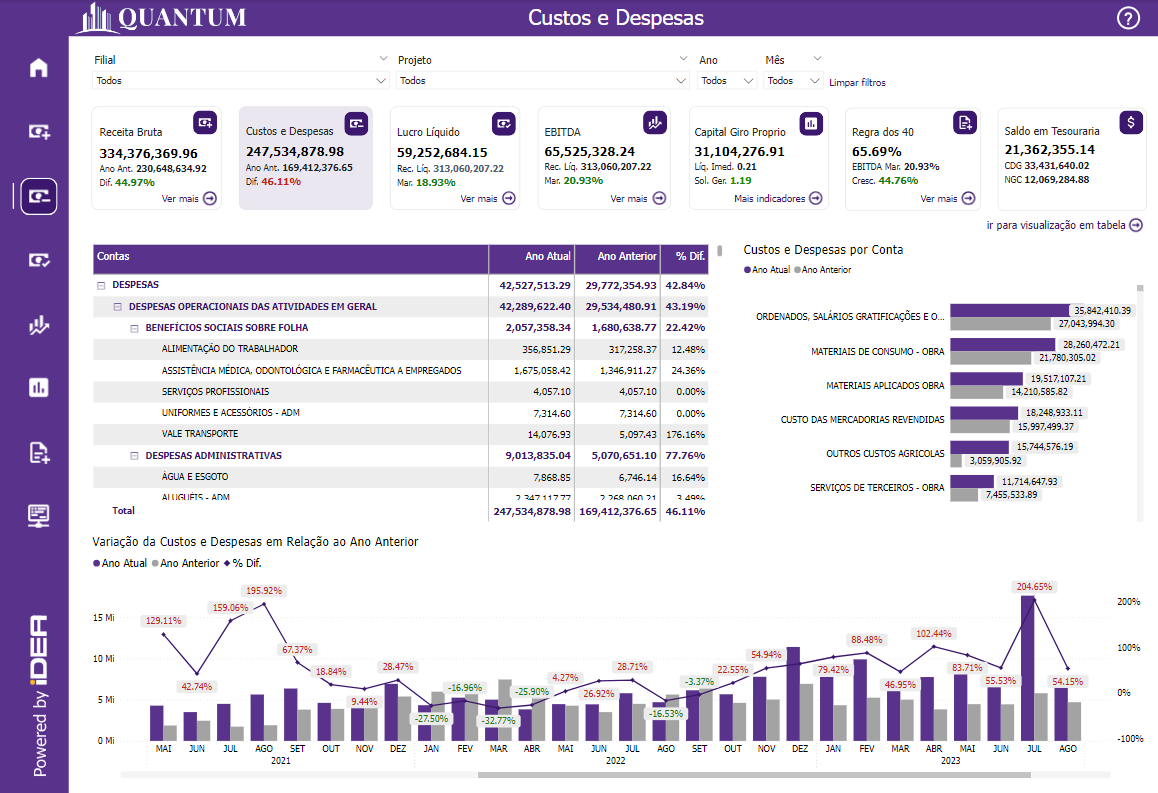 QUANTUM
Custos e Despesas
?
Filial
Projeto
Ano
Mês
Todos
Todos
Todos
Todos
Limpar filtros
Receita Bruta
334,376,369.96
Ano Ant. 230,648,634.92
Dif. 44.97%
Ver mais
Custos e Despesas
247,534,878.98
Ano Ant. 169,412,376.65
Dif. 46.11%
Lucro Líquido
59,252,684.15
Rec. Líq. 313,060,207.22
Mar. 18.93%
Ver mais
EBITDA
65,525,328.24
Rec. Líq. 313,060,207.22
Mar. 20.93%
Ver mais
Capital Giro Proprio
31,104,276.91
Líq. Imed. 0.21
Sol. Ger. 1.19
Mais indicadores
Regra dos 40
65.69%
EBITDA Mar. 20.93%
Cresc. 44.76%
Ver mais
$
Saldo em Tesouraria
21,362,355.14
CDG 33,431,640.02
NGC 12,069,284.88
ir para visualização em tabela
Contas Ano Atual Ano Anterior % Dif.
DESPESAS 42,527,513.29 29,772,354.93 42.84%
DESPESAS OPERACIONAIS DAS ATIVIDADES EM GERAL 42,289,622.40 29,534,480.91 43.19%
BENEFÍCIOS SOCIAIS SOBRE FOLHA 2,057,358.34 1,680,638.77 22.42%
ALIMENTAÇÃO DO TRABALHADOR 356,851.29 317,258.37 12.48%
ASSISTÊNCIA MÉDICA, ODONTOLÓGICA E FARMACÊUTICA A EMPREGADOS 1,675,058.42 1,346,911.27 24.36%
SERVIÇOS PROFISSIONAIS 4,057.10 4,057.10 0.00%
UNIFORMES E ACESSÓRIOS - ADM 7,314.60 7,314.60 0.00%
VALE TRANSPORTE 14,076.93 5,097.43 176.16%
DESPESAS ADMINISTRATIVAS 9,013,835.04 5,070,651.10 77.76%
ÁGUA E ESGOTO 7,868.85 6,746.14 16.64%
ALUGUÉIS - ADM 2,347,117.77 2,268,060.21 3.49%
Total 247,534,878.98 169,412,376.65 46.11%
Custos e Despesas por Conta
Ano Atual Ano Anterior
ORDENADOS, SALÁRIOS GRATIFICAÇÕES E O... 35,842,410.39
27,043,994.30
MATERIAIS DE CONSUMO - OBRA 28,260,472.21
21,780,305.02
MATERIAIS APLICADOS OBRA 19,517,107.21
14,210,585.82
CUSTO DAS MERCADORIAS REVENDIDAS 18,248,933.11
15,997,499.37
OUTROS CUSTOS AGRICOLAS 15,744,576.19
3,059,905.92
SERVIÇOS DE TERCEIROS - OBRA 11,714,647.93
7,455,533.89
Variação da Custos e Despesas em Relação ao Ano Anterior
Ano Atual Ano Anterior % Dif.
15 Mi
10 Mi
5 Mi
0 Mi
129.11%
42.74%
159.06%
195.92%
67.37%
18.84%
9.44%
28.47%
-27.50%
-16.96%
-32.77%
-25.90%
4.27%
26.92%
28.71%
-16.53%
-3.37%
22.55%
54.94%
79.42%
88.48%
46.95%
102.44%
83.71%
55.53%
204.65%
54.15%
200%
100%
0%
-100%
MAI JUN JUL AGO SET OUT NOV DEZ JAN FEV MAR ABR MAI JUN JUL AGO SET OUT NOV DEZ JAN FEV MAR ABR MAI JUN JUL AGO
2021 2022 2023
Powered by iDEA